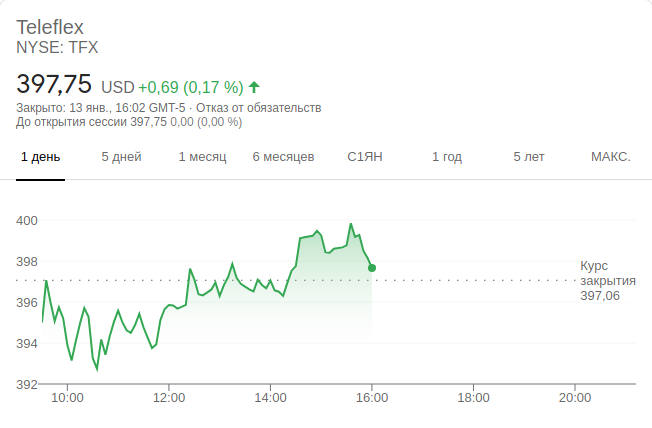 Teleflex
NYSE: TFX
397,75 USD +0,69 (0,17 %)
Закрыто: 13 янв., 16:02 GMT-5 · Отказ от обязательств
До открытия сессии 397,75 0,00 (0,00 %)
1 день 5 дней 1 месяц 6 месяцев С1ЯН 1 год 5 лет МАКС.
400
398
396
394
392
Курс
закрытия
397,06
10:00 12:00 14:00 16:00 18:00 20:00